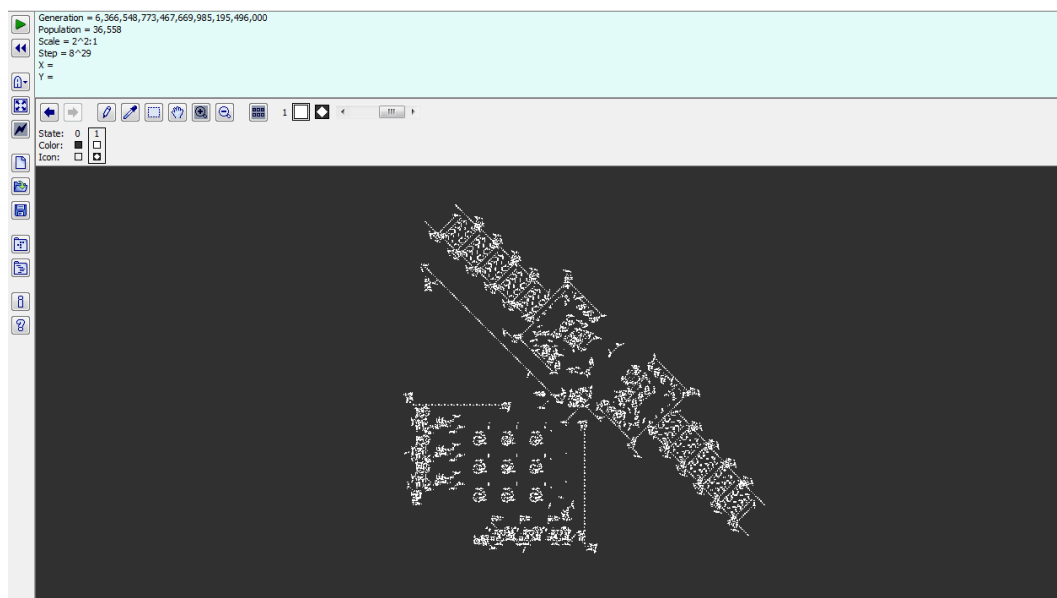 Generation = 6,366,548,773,467,669,985,195,496,000
Population = 36,558
Scale = 2^2:1
Step = 8^29
X =
Y =
1
State: 0 1
Color:
Icon: